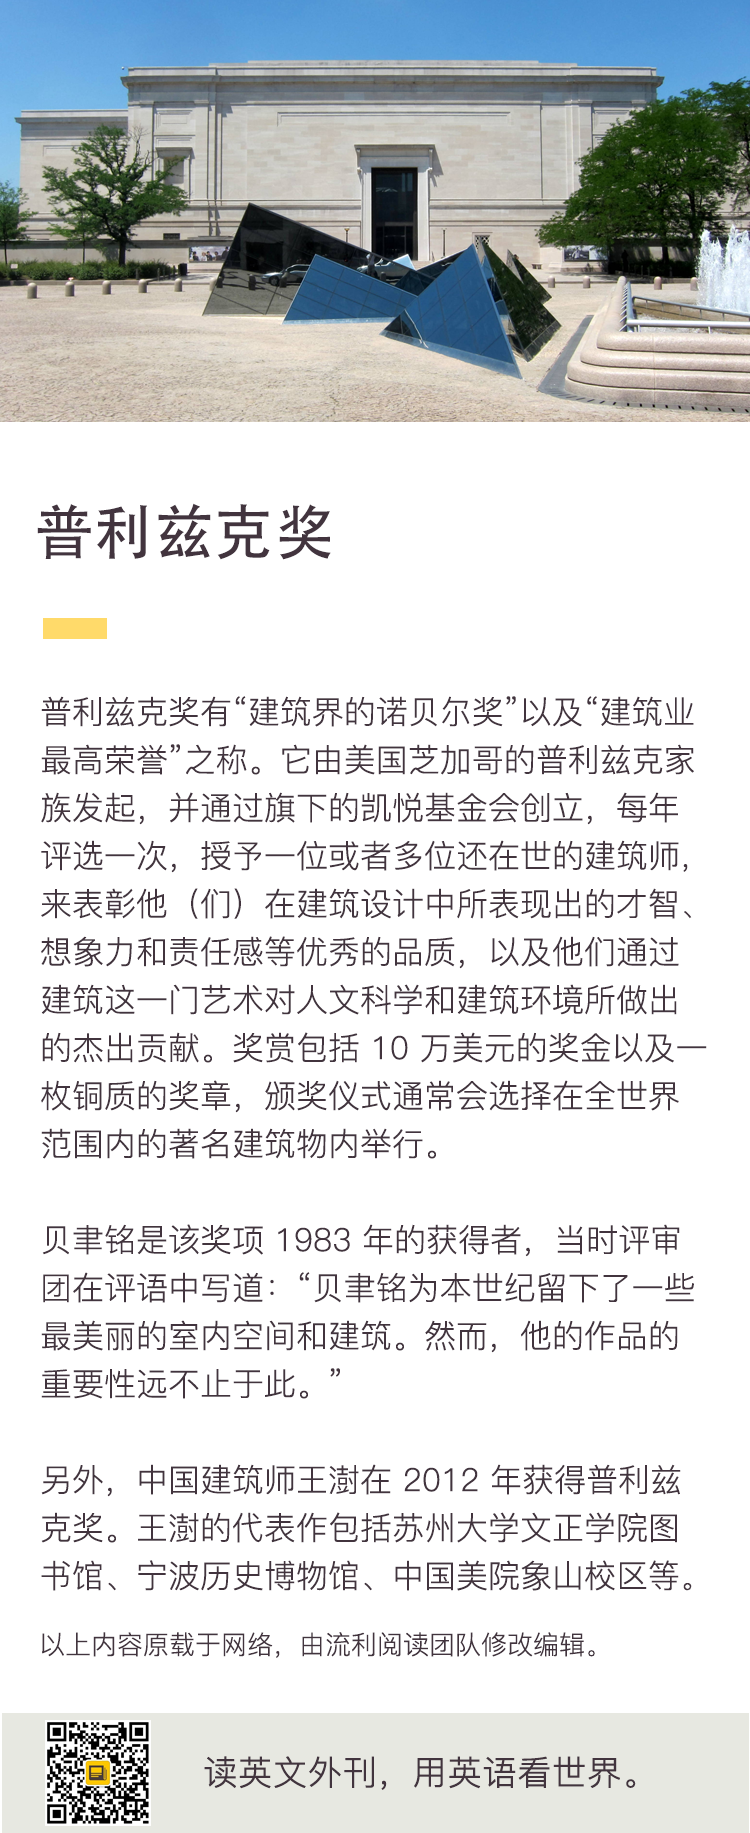 普利兹克奖
普利兹克奖有“建筑界的诺贝尔奖”以及“建筑业
最高荣誉”之称。它由美国芝加哥的普利兹克家
族发起，并通过旗下的凯悦基金会创立，每年
评选一次，授予一位或者多位还在世的建筑师，
来表彰他（们）在建筑设计中所表现出的才智、
想象力和责任感等优秀的品质，以及他们通过
建筑这一门艺术对人文科学和建筑环境所做出
的杰出贡献。奖赏包括 10 万美元的奖金以及一
枚铜质的奖章，颁奖仪式通常会选择在全世界
范围内的著名建筑物内举行。
贝聿铭是该奖项 1983 年的获得者，当时评审
团在评语中写道：“贝聿铭为本世纪留下了一些
最美丽的室内空间和建筑。然而，他的作品的
重要性远不止于此。”
另外，中国建筑师王澍在 2012 年获得普利兹
克奖。王澍的代表作包括苏州大学文正学院图
书馆、宁波历史博物馆、中国美院象山校区等。
以上内容原载于网络，由流利阅读团队修改编辑。
读英文外刊，用英语看世界。